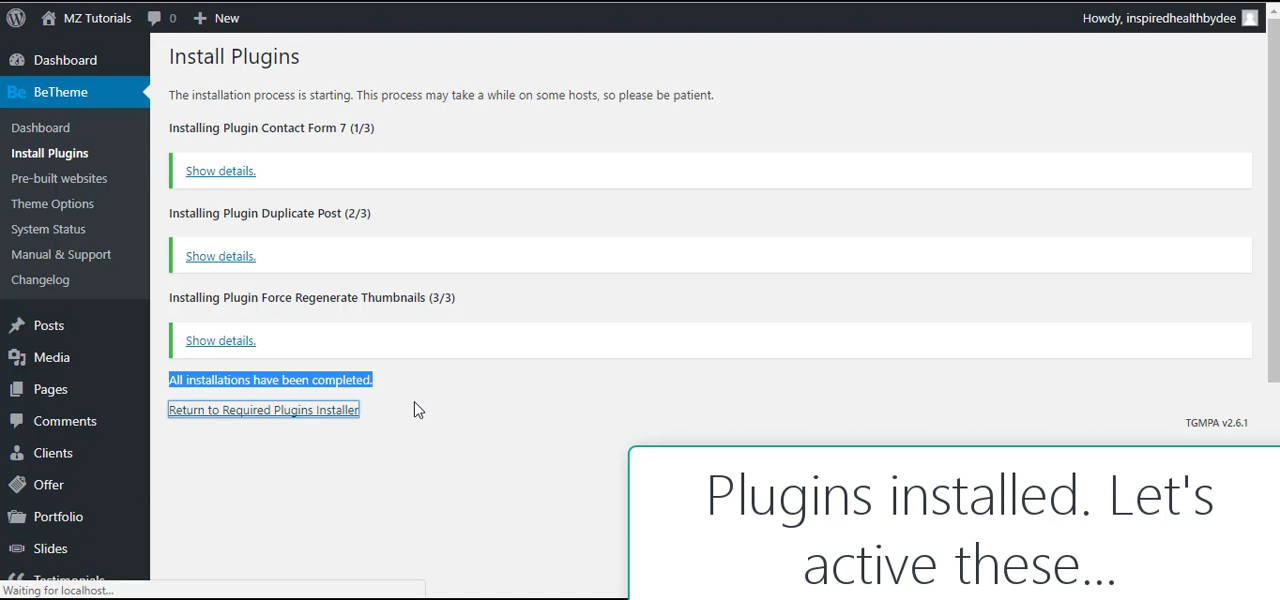 MZ Tutorials
0
New
Howdy, inspiredhealthbydee
Dashboard
Be BeTheme
Dashboard
Install Plugins
Pre-built websites
Theme Options
System Status
Manual & Support
Changelog
Posts
Media
Pages
Comments
Clients
Offer
Portfolio
Slides
Testimonials
Install Plugins
The installation process is starting. This process may take a while on some hosts, so please be patient.
Installing Plugin Contact Form 7 (1/3)
Show details.
Installing Plugin Duplicate Post (2/3)
Show details.
Installing Plugin Force Regenerate Thumbnails (3/3)
Show details.
All installations have been completed.
Return to Required Plugins Installer
TGMPA v2.6.1
Plugins installed. Let's
active these...
Waiting for localhost...